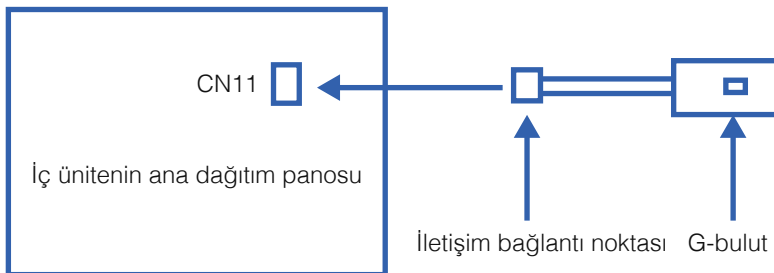 CN11
İç ünitenin ana dağıtım panosu
İletişim bağlantı noktası
G-bulut